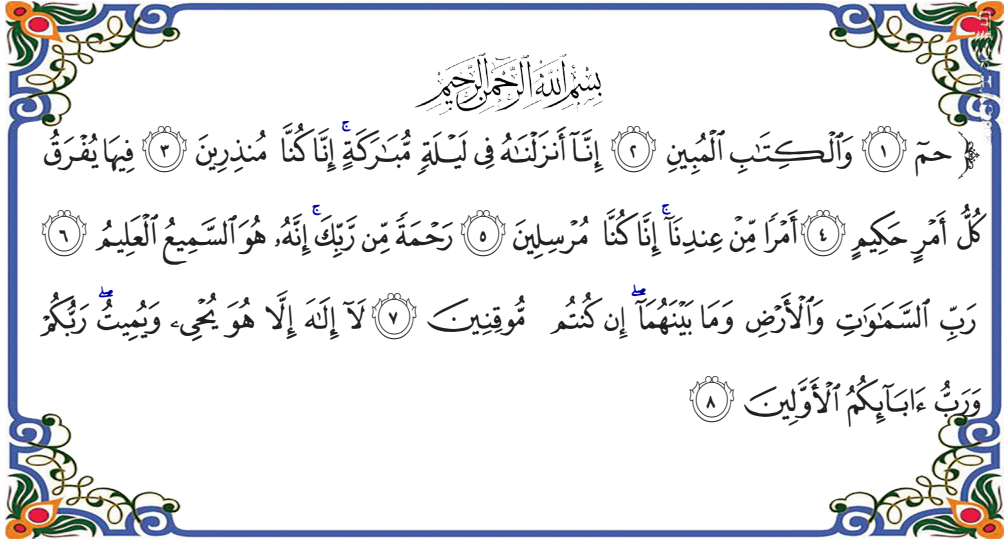 بِسْمِ ٱللَّهِ ٱلرَّحْمَٰنِ ٱلرَّحِيمِ
﴿ حمٓ ١ وَٱلْكِتَٰبِ ٱلْمُبِينِ ٢ إِنَّآ أَنزَلْنَٰهُ فِى لَيْلَةٍ مُّبَٰرَكَةٍ ۚ إِنَّا كُنَّا مُنذِرِينَ ٣ فِيهَا يُفْرَقُ
كُلُّ أَمْرٍ حَكِيمٍ ٤ أَمْرًا مِّنْ عِندِنَآ ۚ إِنَّا كُنَّا مُرْسِلِينَ ٥ رَحْمَةً مِّن رَّبِّكَ ۚ إِنَّهُۥ هُوَ ٱلسَّمِيعُ ٱلْعَلِيمُ ٦
رَبِّ ٱلسَّمَٰوَٰتِ وَٱلْأَرْضِ وَمَا بَيْنَهُمَآ ۖ إِن كُنتُم مُّوقِنِينَ ٧ لَآ إِلَٰهَ إِلَّا هُوَ يُحْىِۦ وَيُمِيتُ ۖ رَبُّكُمْ
وَرَبُّ ءَابَآئِكُمُ ٱلْأَوَّلِينَ ٨